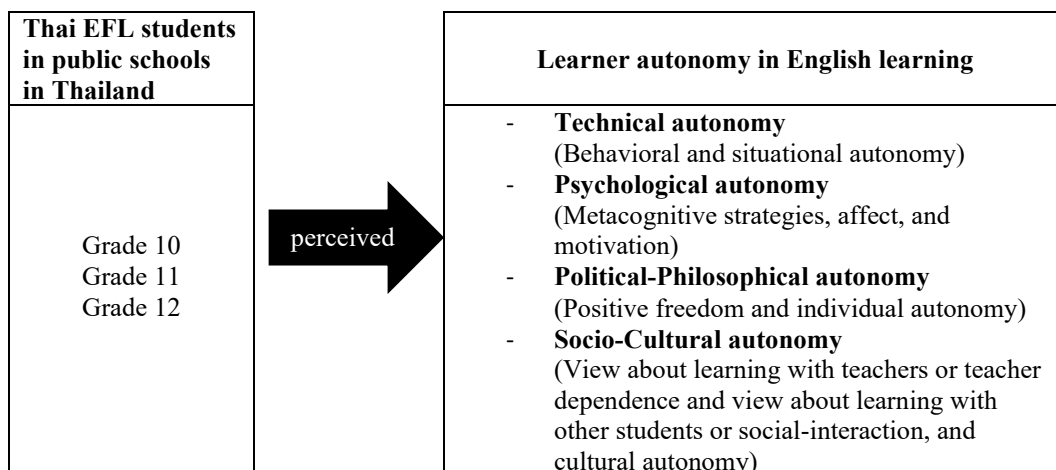 Thai EFL students
in public schools
in Thailand
Grade 10
Grade 11
Grade 12
perceived
Learner autonomy in English learning
- Technical autonomy
(Behavioral and situational autonomy)
- Psychological autonomy
(Metacognitive strategies, affect, and
motivation)
- Political-Philosophical autonomy
(Positive freedom and individual autonomy)
- Socio-Cultural autonomy
(View about learning with teachers or teacher
dependence and view about learning with
other students or social-interaction, and
cultural autonomy)